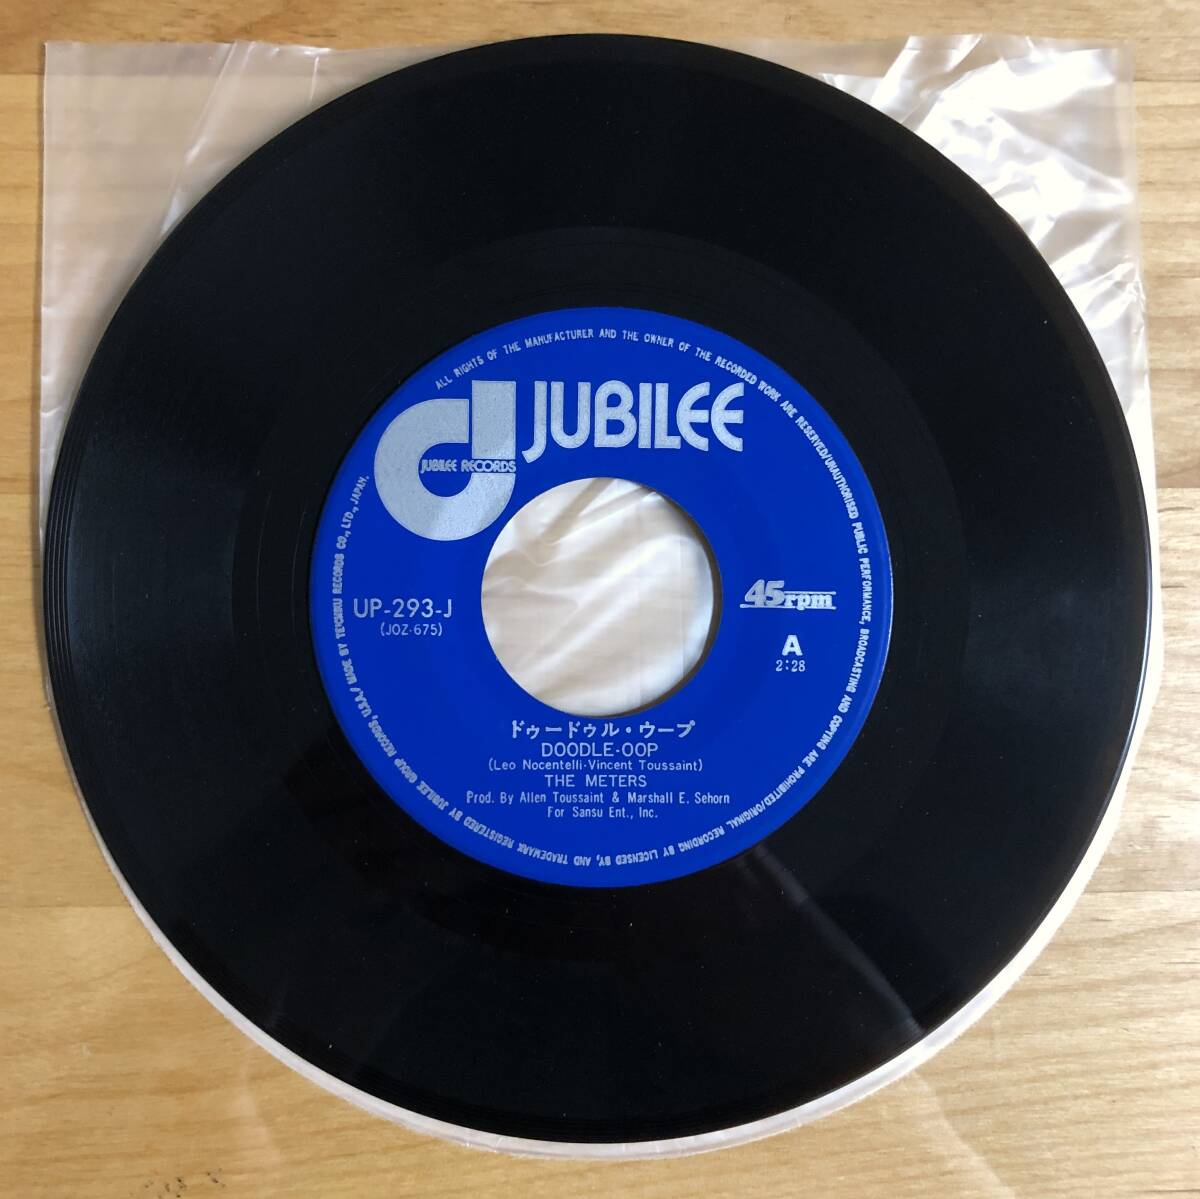 JUBILEE
JUBILEE RECORDS
UP-293-J
(JOZ-675)
45rpm
A
2:28
ドゥードゥル・ウープ
DOODLE-OOP
(Leo Nocentelli-Vincent Toussaint)
THE METERS
Prod. By Allen Toussaint & Marshall E. Sehorn
For Sansu Ent., Inc.
ALL RIGHTS OF THE MANUFACTURER AND THE OWNER OF THE RECORDED WORK ARE RESERVED/UNAUTHORISED PUBLIC PERFORMANCE, BROADCASTING AND COPYING ARE PROHIBITED/ORIGINAL RECORDING BY LICENSED BY, AND TRADEMARK REGISTERED BY JUBILEE GROUP RECORDS, U.S.A./ MADE BY TEICHIKU RECORDS CO., LTD., JAPAN.